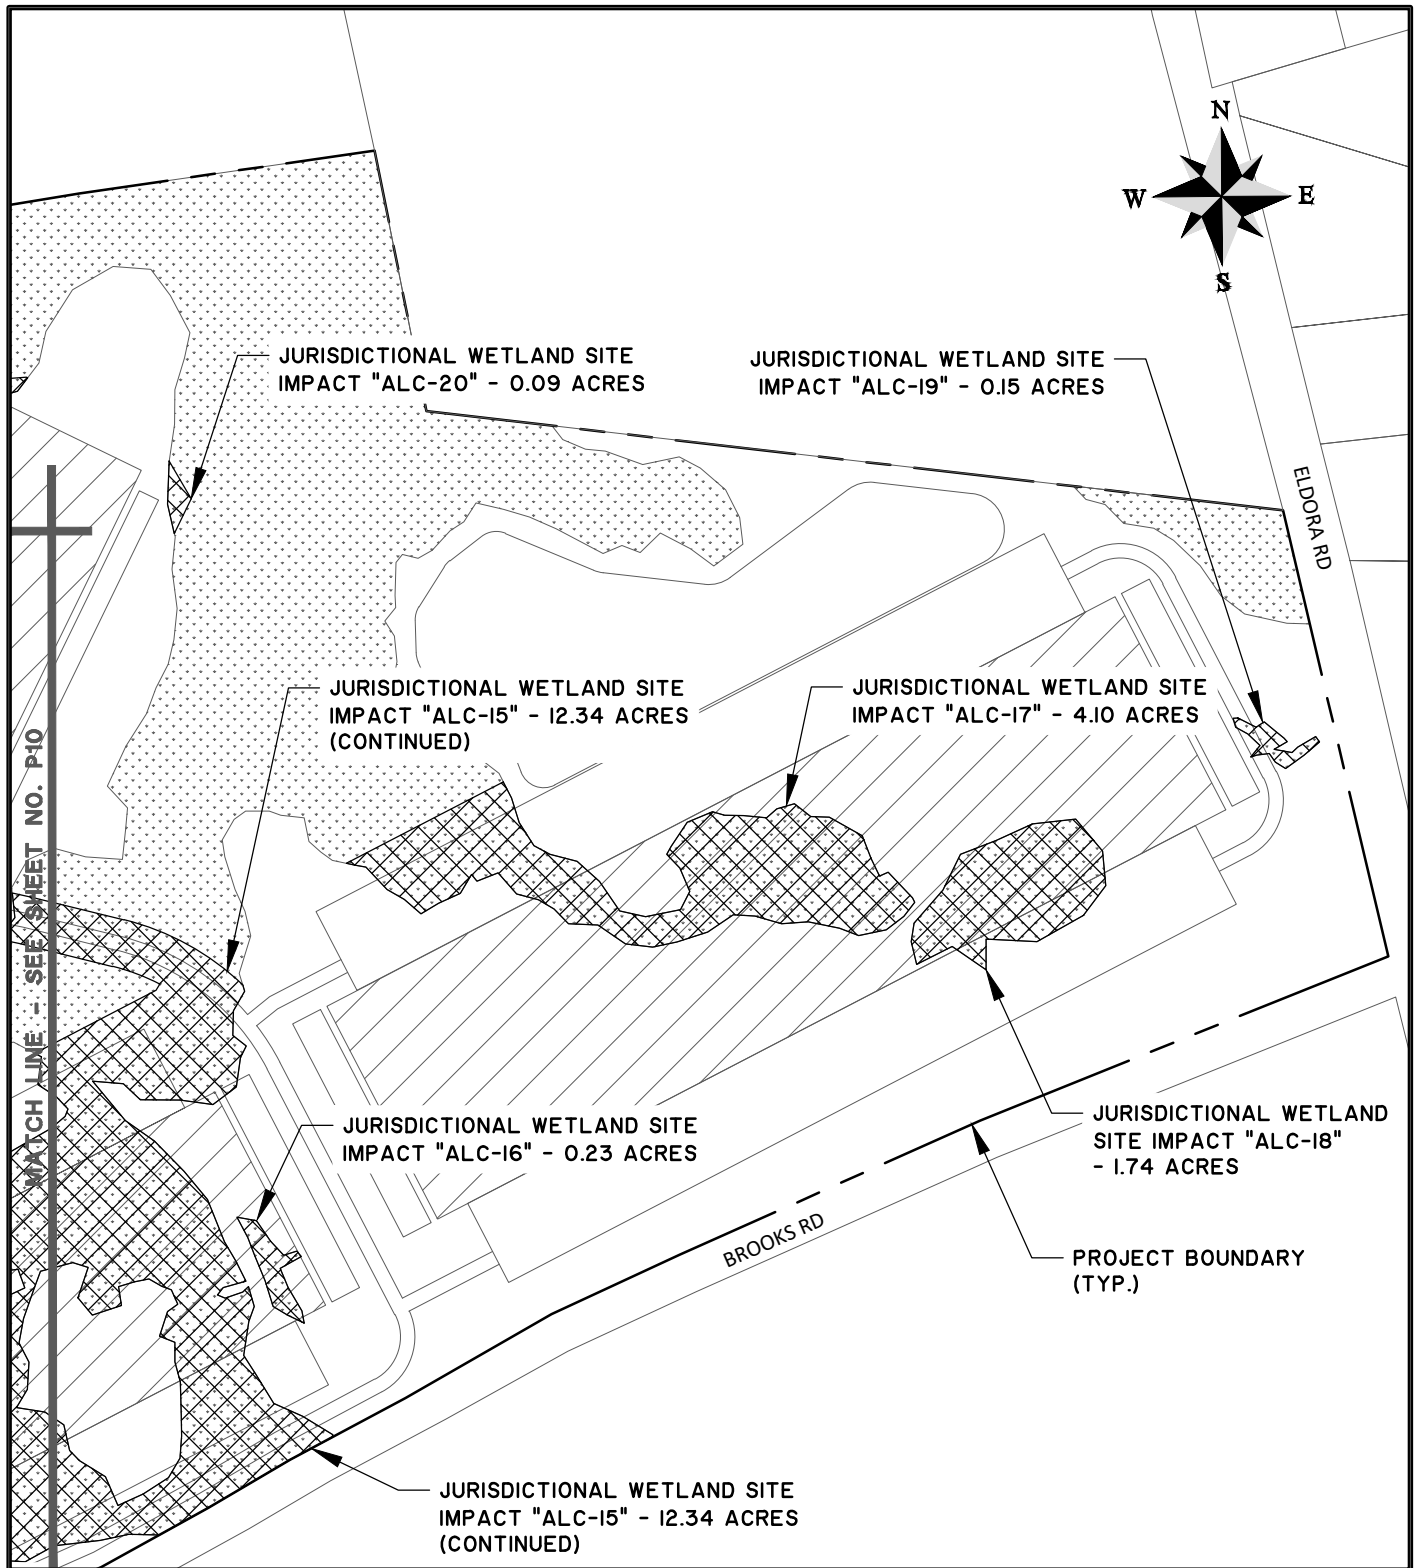 N
W
E
S
JURISDICTIONAL WETLAND SITE
IMPACT "ALC-20" - 0.09 ACRES
JURISDICTIONAL WETLAND SITE
IMPACT "ALC-19" - 0.15 ACRES
ELDORA RD
JURISDICTIONAL WETLAND SITE
IMPACT "ALC-15" - 12.34 ACRES
(CONTINUED)
JURISDICTIONAL WETLAND SITE
IMPACT "ALC-17" - 4.10 ACRES
MATCH LINE - SEE SHEET NO. P10
JURISDICTIONAL WETLAND SITE
IMPACT "ALC-16" - 0.23 ACRES
JURISDICTIONAL WETLAND
SITE IMPACT "ALC-18"
- 1.74 ACRES
BROOKS RD
PROJECT BOUNDARY
(TYP.)
JURISDICTIONAL WETLAND SITE
IMPACT "ALC-15" - 12.34 ACRES
(CONTINUED)